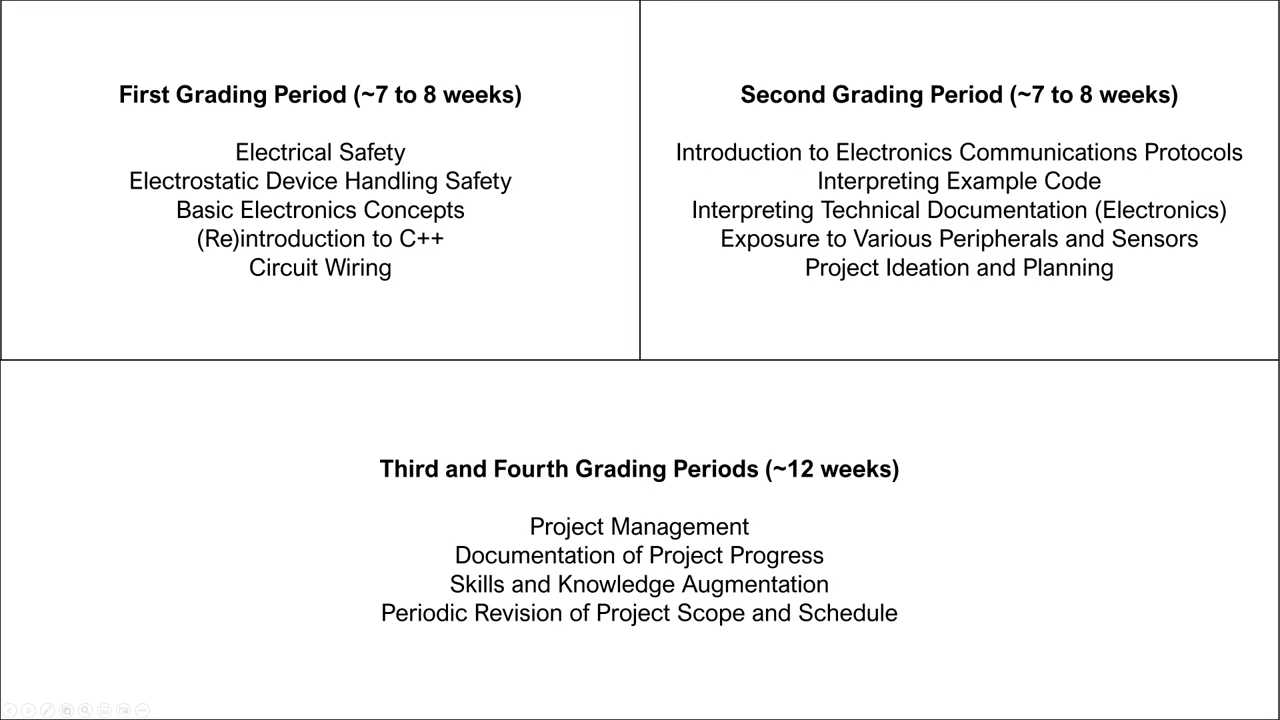 First Grading Period (~7 to 8 weeks)
Electrical Safety
Electrostatic Device Handling Safety
Basic Electronics Concepts
(Re)introduction to C++
Circuit Wiring
Second Grading Period (~7 to 8 weeks)
Introduction to Electronics Communications Protocols
Interpreting Example Code
Interpreting Technical Documentation (Electronics)
Exposure to Various Peripherals and Sensors
Project Ideation and Planning
Third and Fourth Grading Periods (~12 weeks)
Project Management
Documentation of Project Progress
Skills and Knowledge Augmentation
Periodic Revision of Project Scope and Schedule